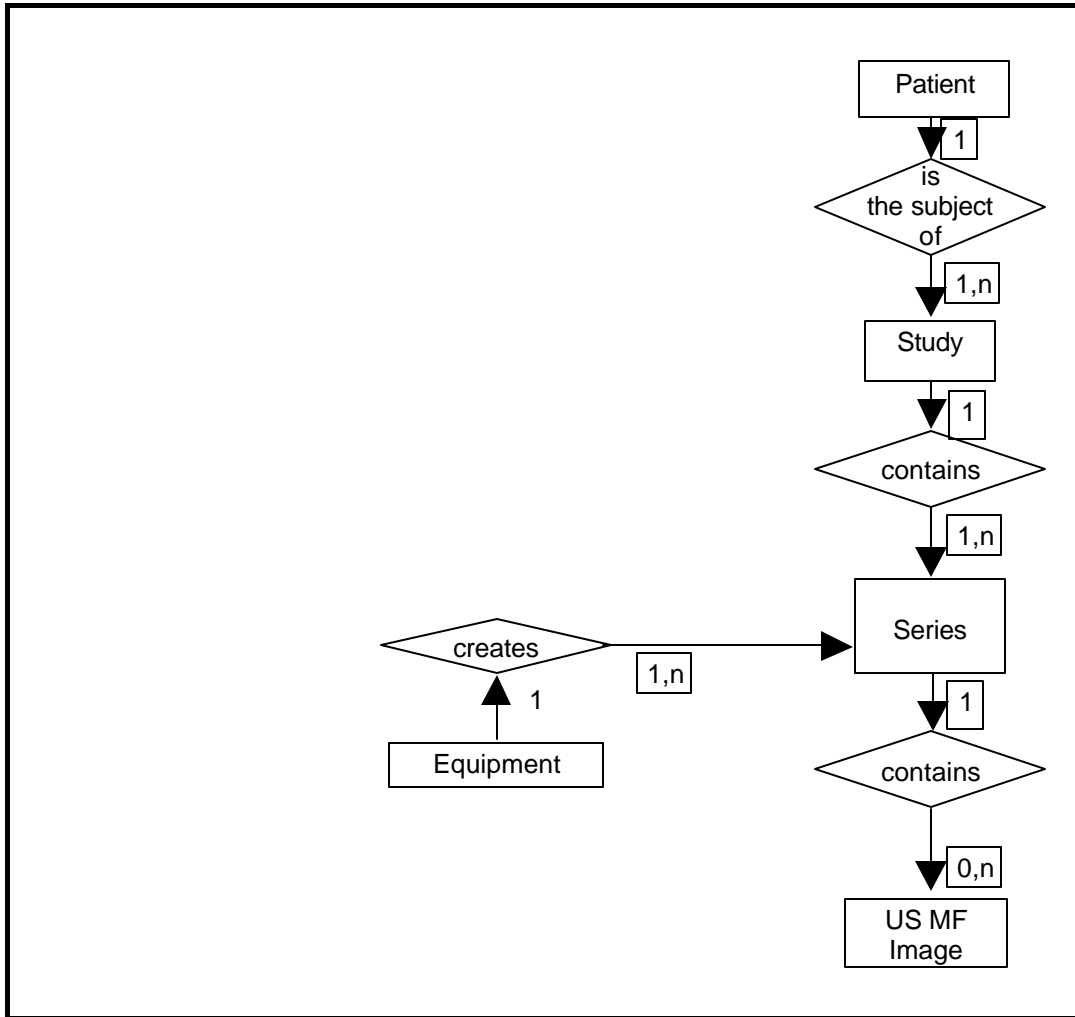 Patient
1
is
the subject
of
1,n
Study
1
contains
1,n
Series
creates
1,n
1
1
Equipment
contains
0,n
US MF
Image